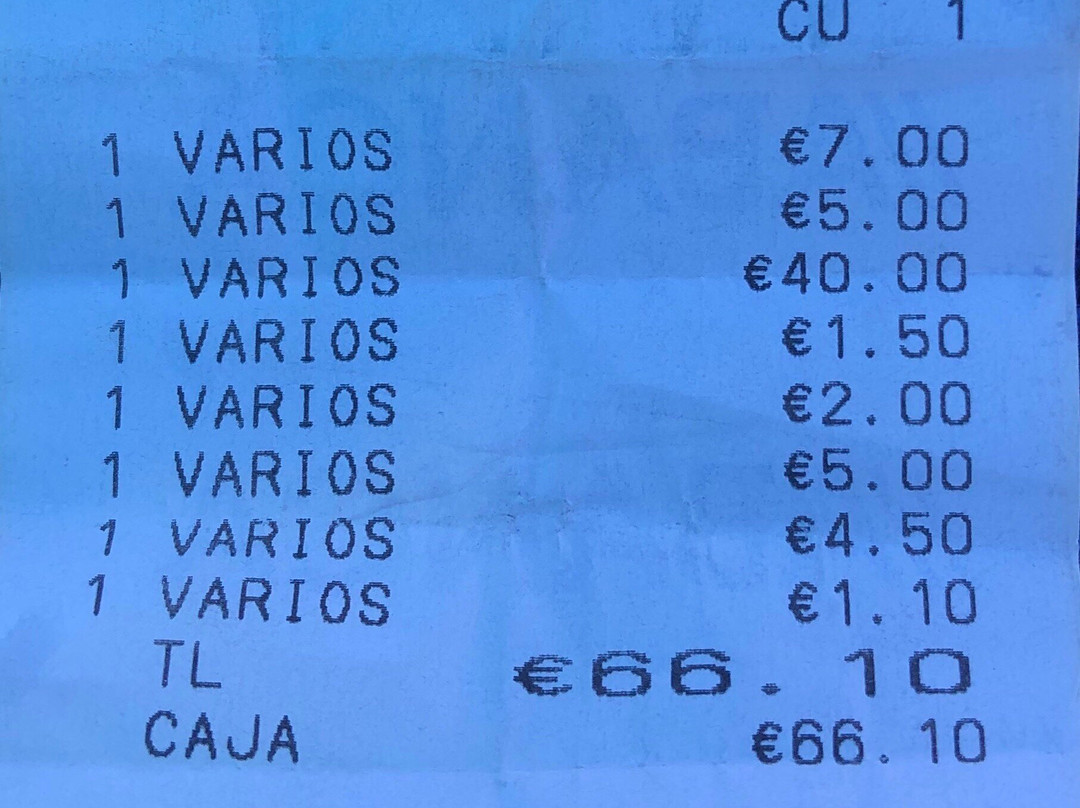 CU 1
1 VARIOS €7.00
1 VARIOS €5.00
1 VARIOS €40.00
1 VARIOS €1.50
1 VARIOS €2.00
1 VARIOS €5.00
1 VARIOS €4.50
1 VARIOS €1.10
TL €66.10
CAJA €66.10